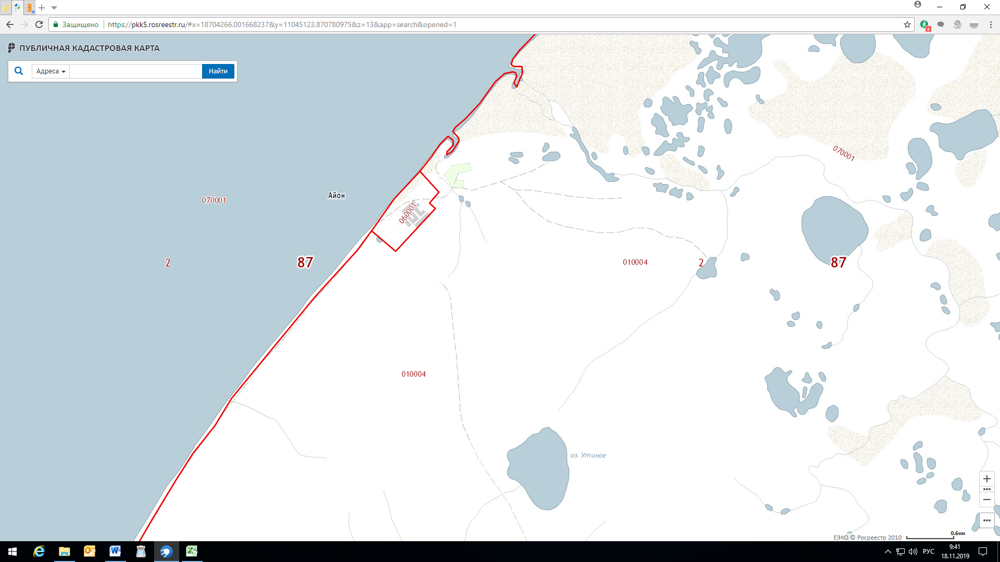 Защищено
https://pkk5.rosreestr.ru/#x=18704266.001668237&y=11045123.870780975&z=13&app=search&opened=1
4
ПУБЛИЧНАЯ КАДАСТРОВАЯ КАРТА
Адреса
Найти
070001
070001
Айон
060001
2
87
010004
2
87
010004
оз. Утиное
0.6км
ЕЭКО © Росреестр 2010
РУС
9:41
18.11.2019